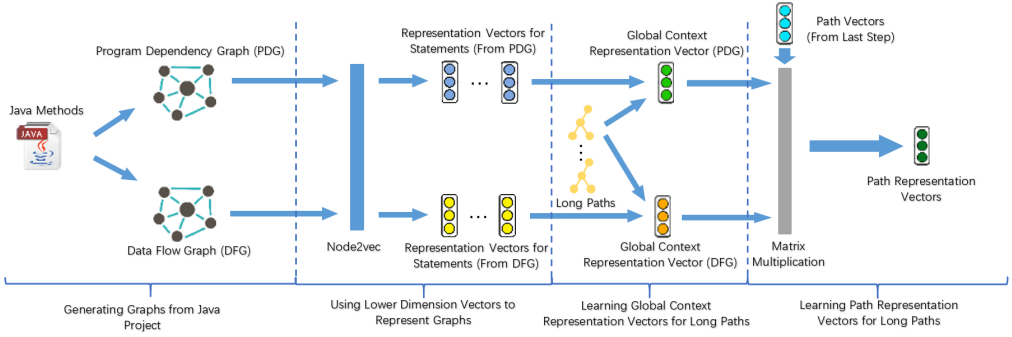 Program Dependency Graph (PDG)
Java Methods
JAVA
Data Flow Graph (DFG)
Generating Graphs from Java
Project
Representation Vectors for
Statements (From PDG)
...
Node2vec
...
Representation Vectors for
Statements (From DFG)
Using Lower Dimension Vectors to
Represent Graphs
Global Context
Representation Vector (PDG)
Long Paths
Global Context
Representation Vector (DFG)
Learning Global Context
Representation Vectors for Long Paths
Path Vectors
(From Last Step)
Matrix
Multiplication
Path Representation
Vectors
Learning Path Representation
Vectors for Long Paths